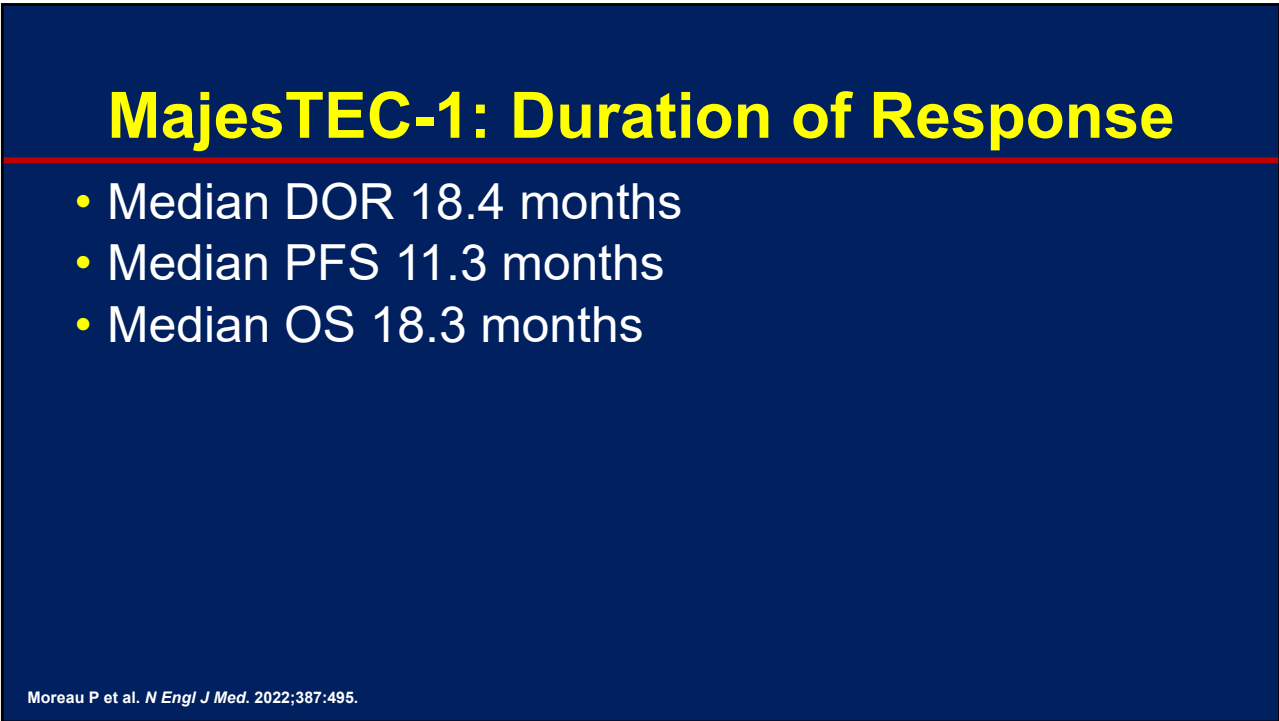 MajesTEC-1: Duration of Response
• Median DOR 18.4 months
• Median PFS 11.3 months
• Median OS 18.3 months
Moreau P et al. N Engl J Med. 2022;387:495.